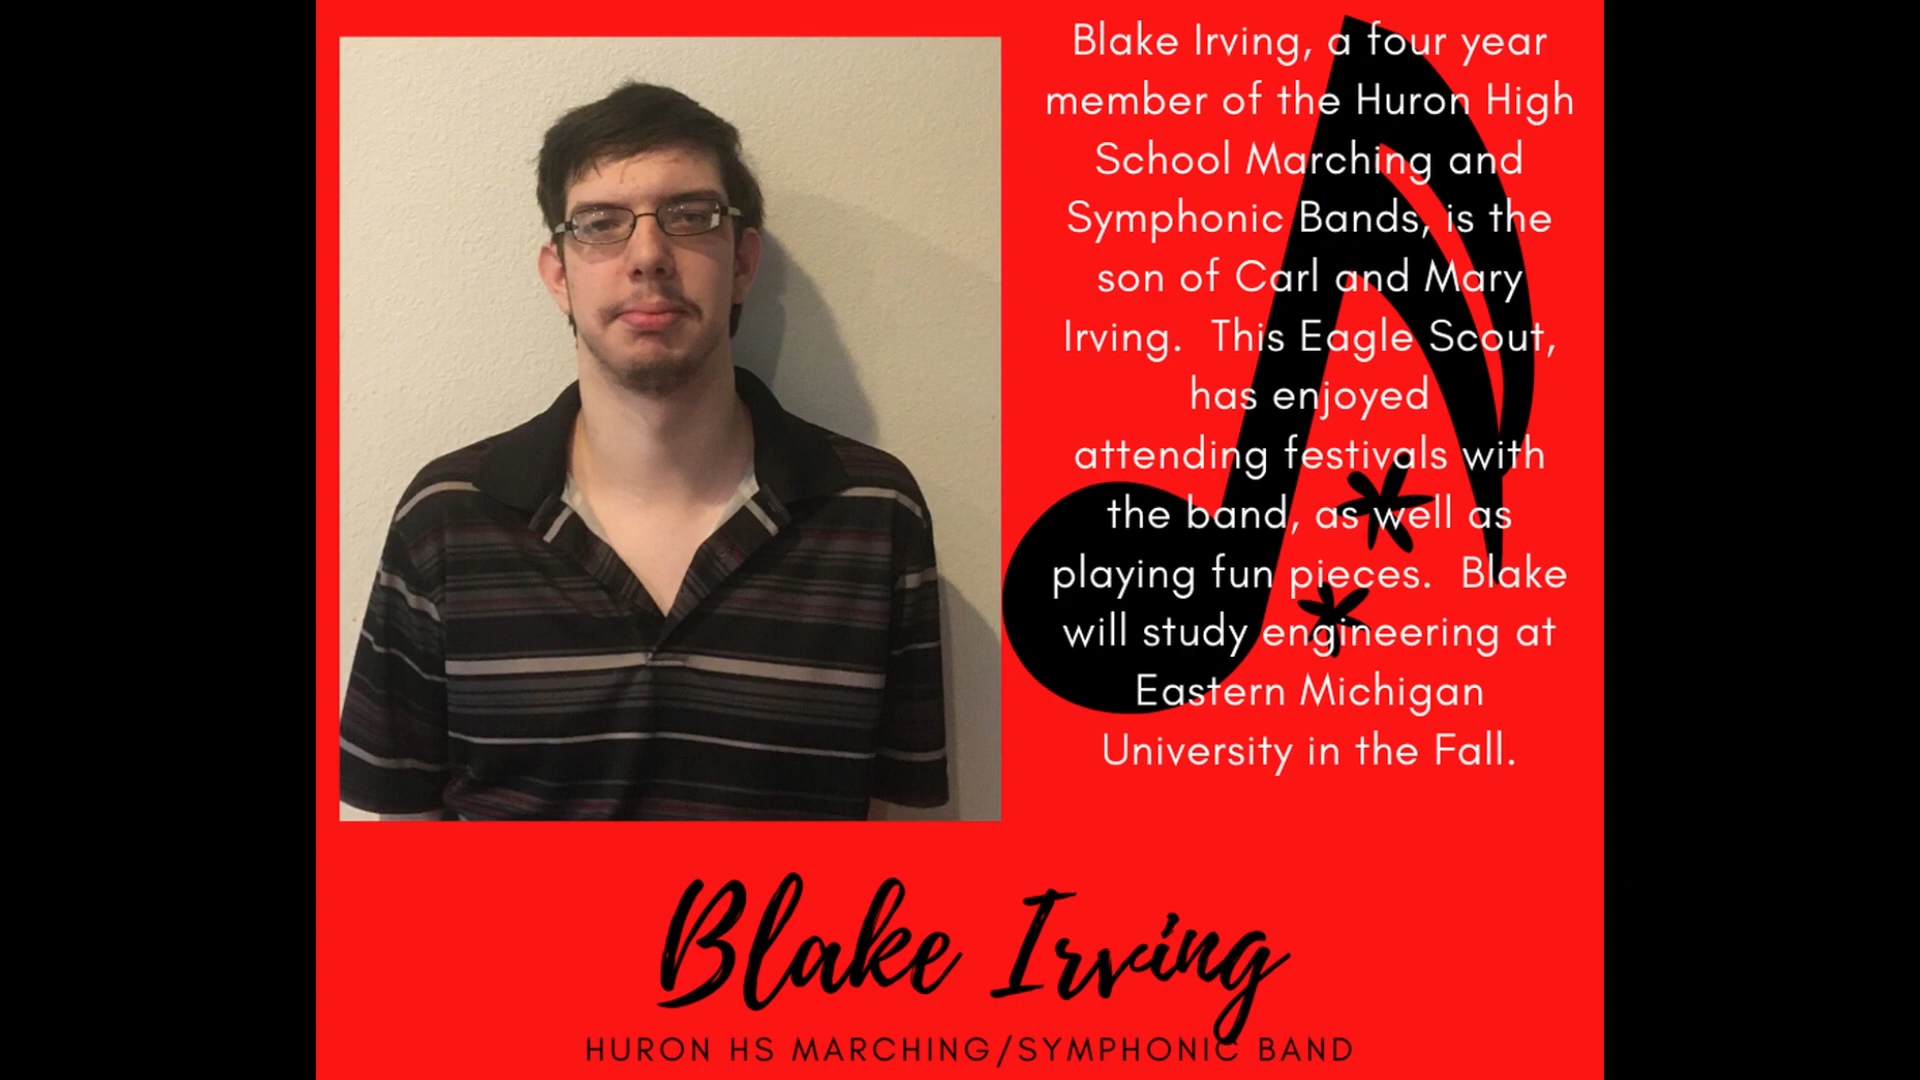 Blake Irving, a four year
member of the Huron High
School Marching and
Symphonic Bands, is the
son of Carl and Mary
Irving.  This Eagle Scout,
has enjoyed
attending festivals with
the band, as well as
playing fun pieces.  Blake
will study engineering at
Eastern Michigan
University in the Fall.
Blake Irving
HURON HS MARCHING/SYMPHONIC BAND